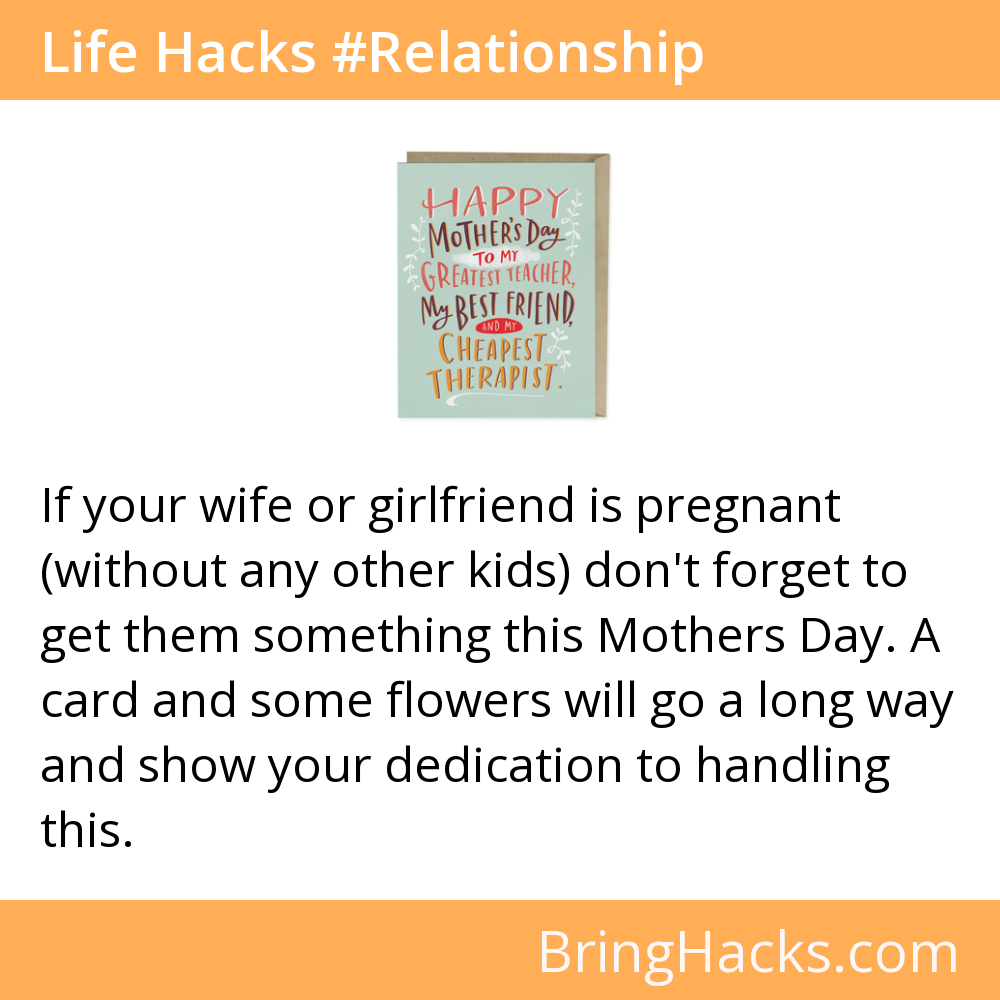 Life Hacks #Relationship
HAPPY
MOTHER'S Day
TO MY
GREATEST TEACHER,
My BEST FRIEND,
AND MY
CHEAPEST
THERAPIST.
If your wife or girlfriend is pregnant
(without any other kids) don't forget to
get them something this Mothers Day. A
card and some flowers will go a long way
and show your dedication to handling
this.
BringHacks.com